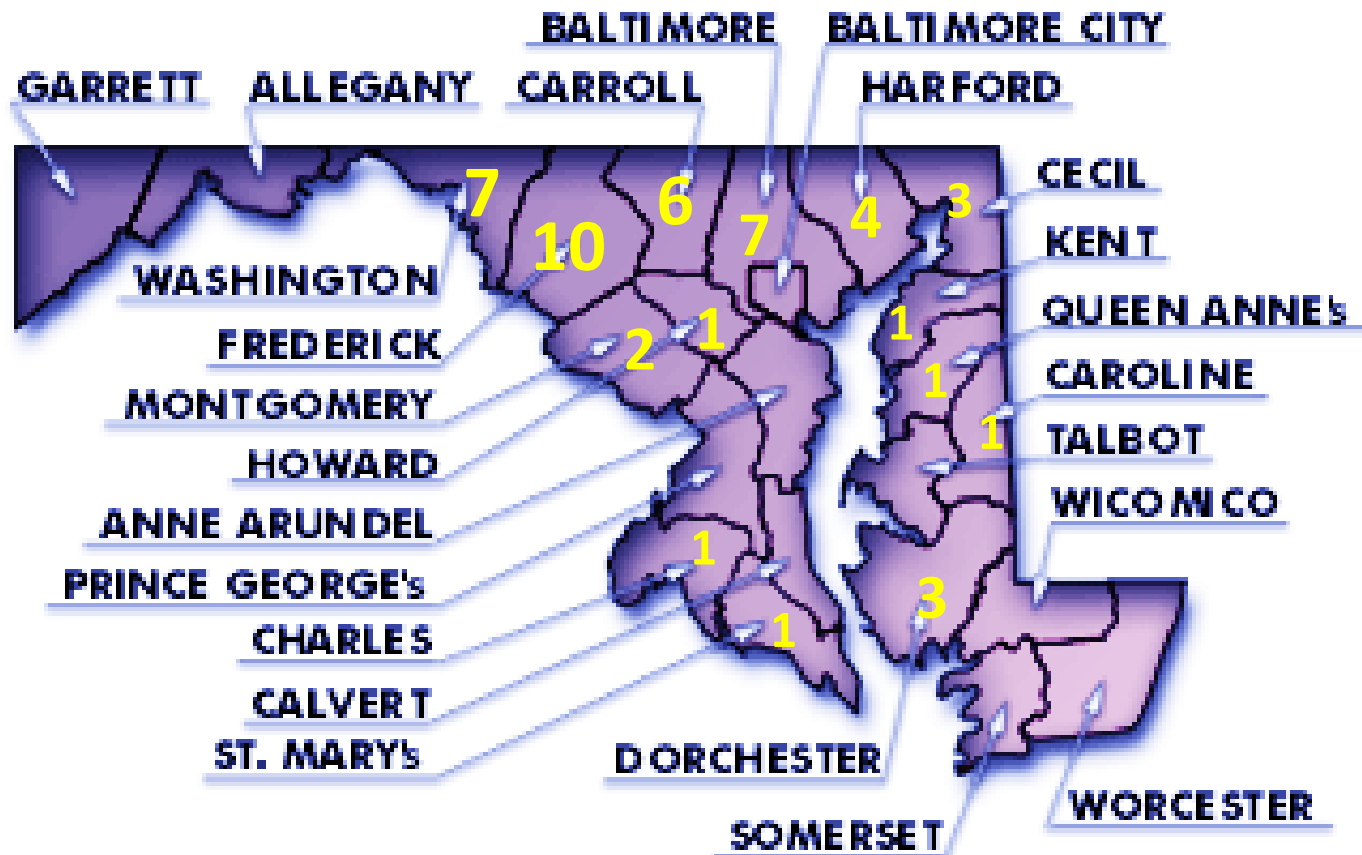 BALTIMORE BALTIMORE CITY
GARRETT ALLEGANY CARROLL HARFORD
CECIL
7 6 7 4 3
10
KENT
WASHINGTON
QUEEN ANNE's
FREDERICK
2 1 1
1
CAROLINE
MONTGOMERY
1
TALBOT
HOWARD
WICOMICO
ANNE ARUNDEL
1
PRINCE GEORGE's
3
CHARLES
1
CALVERT
ST. MARY's
DORCHESTER
WORCESTER
SOMERSET